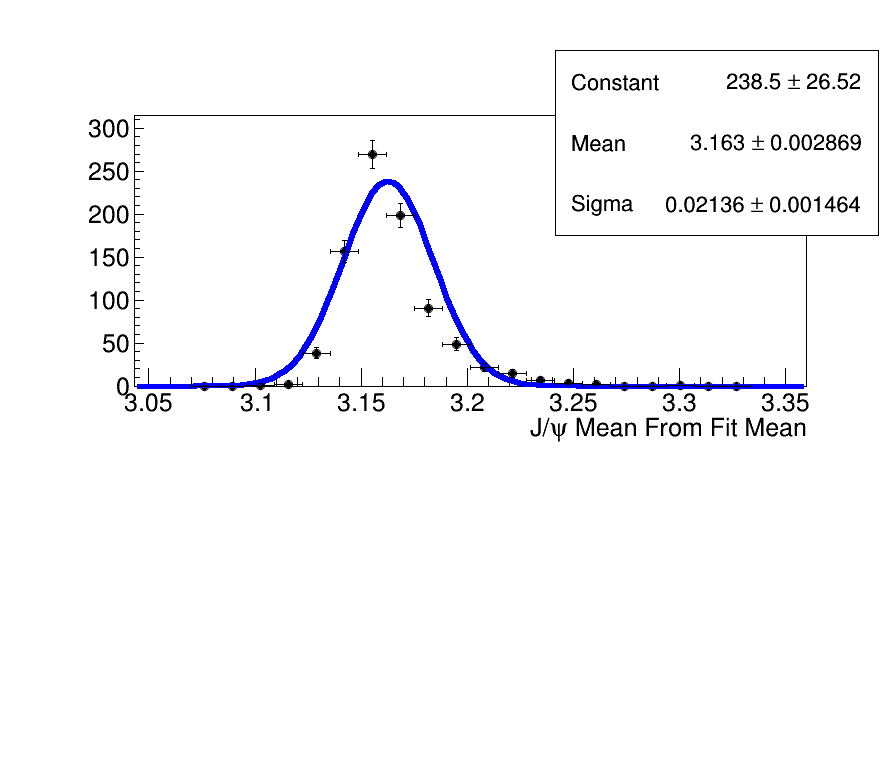 Constant 238.5 ± 26.52
Mean 3.163 ± 0.002869
Sigma 0.02136 ± 0.001464
300
250
200
150
100
50
0
3.05 3.1 3.15 3.2 3.25 3.3 3.35
J/ψ Mean From Fit Mean